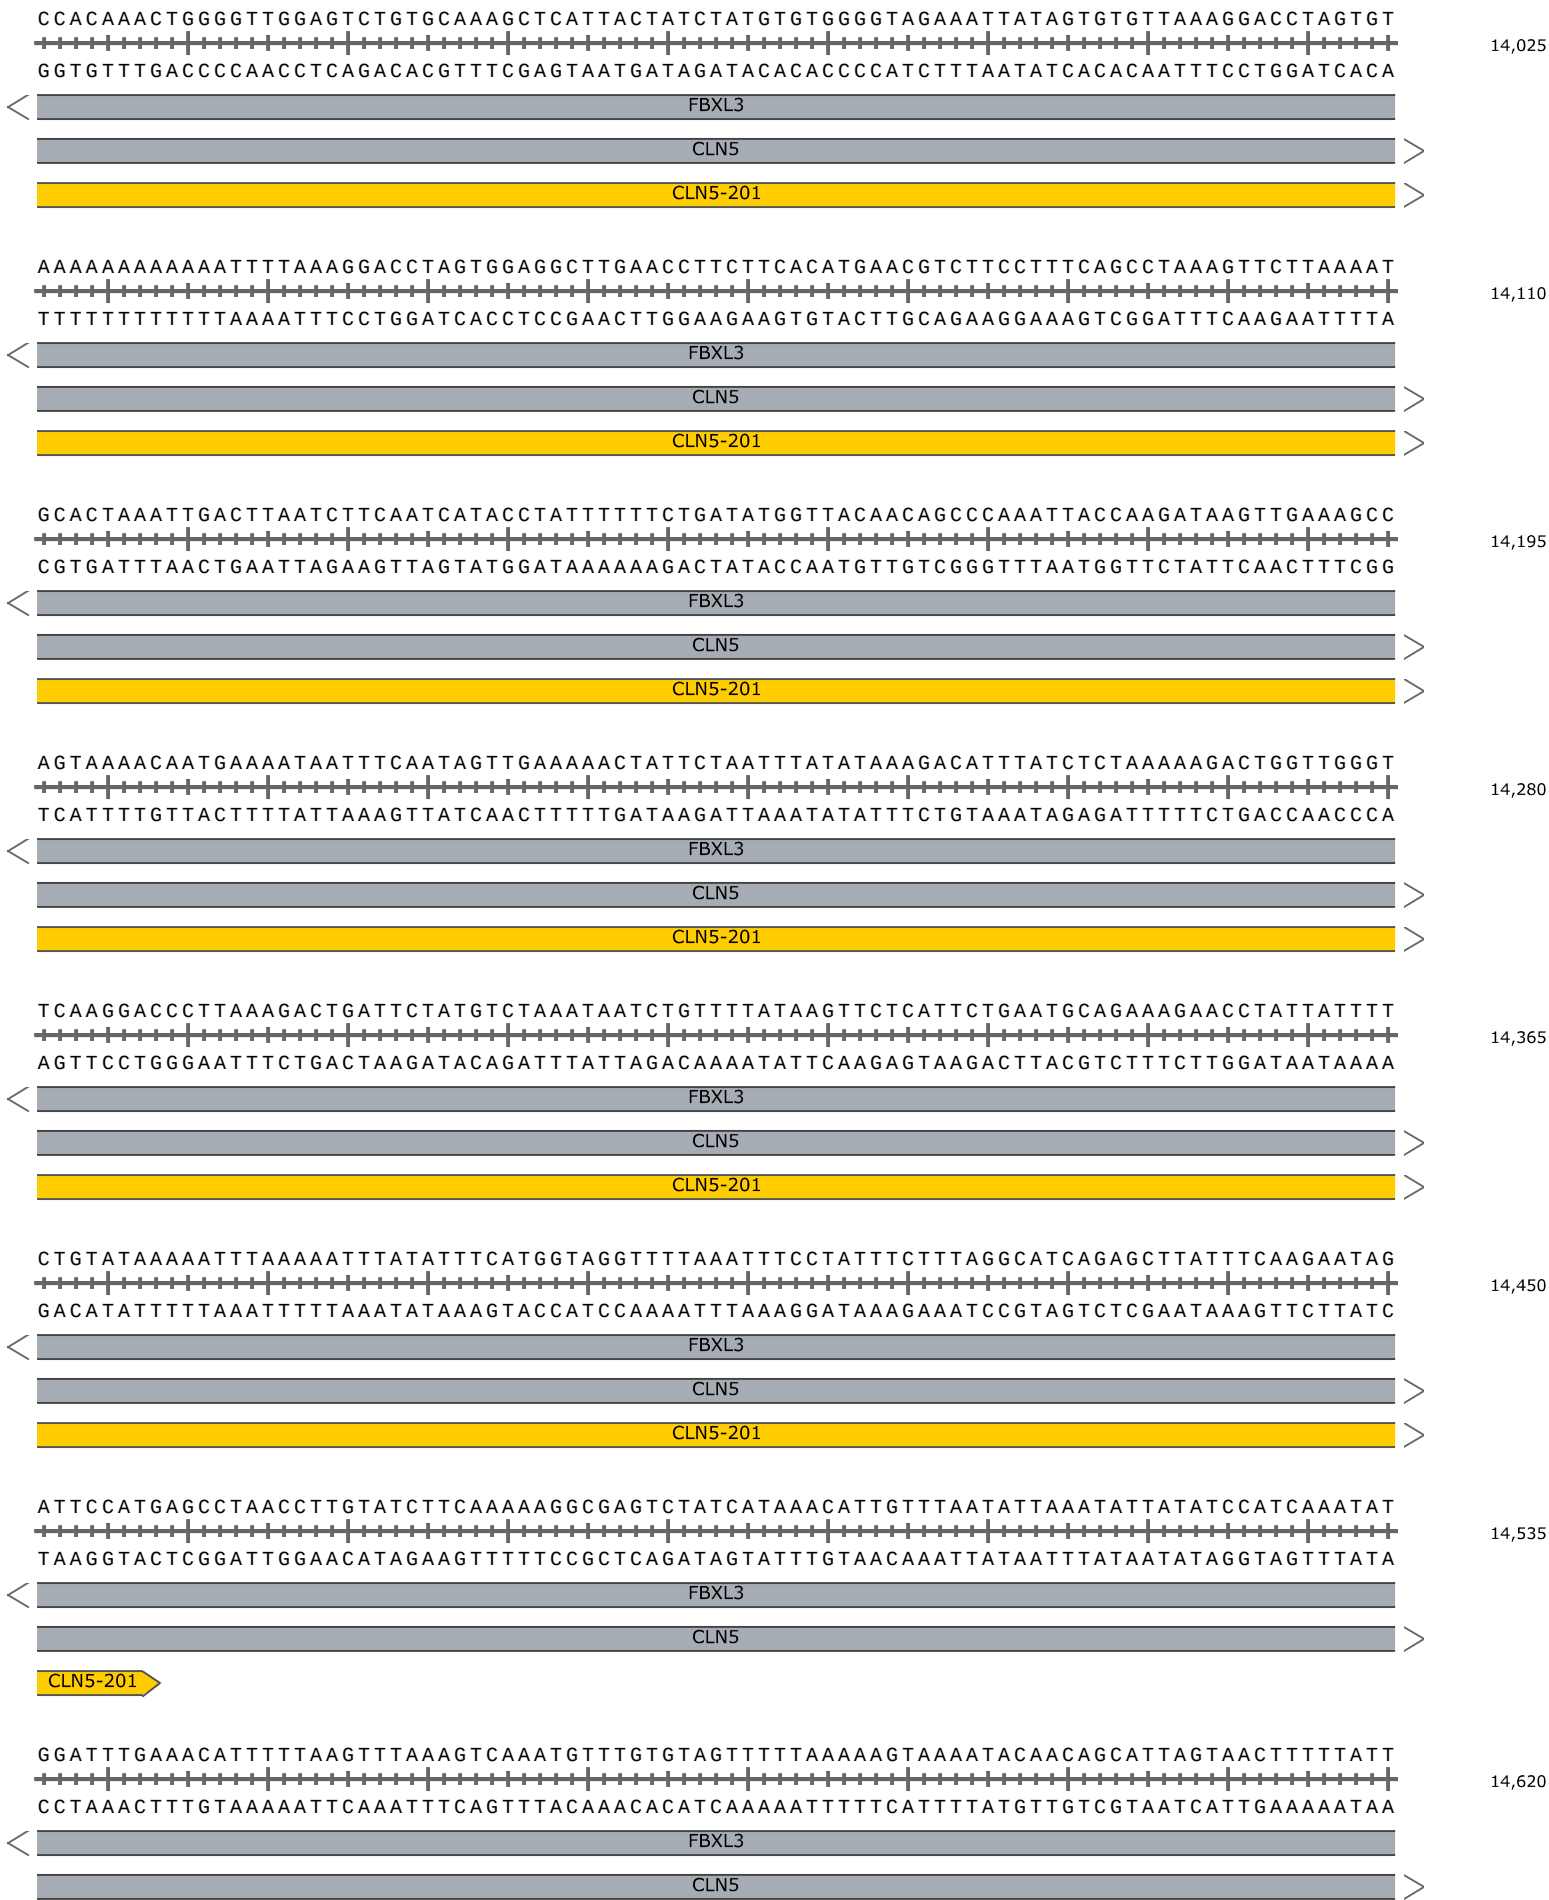 CCACAAACTGGGGTTGGAGTCTGTGCAAAGCTCATTACTATCTATGTGTGGGGTAGAAATTATAGTGTGTTAAAGGACCTAGTGT
14,025
GGTGTTTGACCCCAACCTCAGACACGTTTCGAGTAATGATAGATACACACCCCATCTTTAATATCACACAATTTCCTGGATCACA
FBXL3
CLN5
CLN5-201
AAAAAAAAAAAATTTTAAAGGACCTAGTGGAGGCTTGAACCTTCTTCACATGAACGTCTTCCTTTCAGCCTAAAGTTCTTAAAAT
14,110
TTTTTTTTTTTTAAAATTTCCTGGATCACCTCCGAACTTGGAAGAAGTGTACTTGCAGAAGGAAAGTCGGATTTCAAGAATTTTA
FBXL3
CLN5
CLN5-201
GCACTAAATTGACTTAATCTTCAATCATACCTATTTTTTCTGATATGGTTACAACAGCCCAAATTACCAAGATAAGTTGAAAGCC
14,195
CGTGATTTAACTGAATTAGAAGTTAGTATGGATAAAAAAGACTATACCAATGTTGTCGGGTTTAATGGTTCTATTCAACTTTCGG
FBXL3
CLN5
CLN5-201
AGTAAAACAATGAAAATAATTTCAATAGTTGAAAAACTATTCTAATTTATATAAAGACATTTATCTCTAAAAAGACTGGTTGGGT
14,280
TCATTTTGTTACTTTTATTAAAGTTATCAACTTTTTGATAAGATTAAATATATTTCTGTAAATAGAGATTTTTCTGACCAACCCA
FBXL3
CLN5
CLN5-201
TCAAGGACCCTTAAAGACTGATTCTATGTCTAAATAATCTGTTTTATAAGTTCTCATTCTGAATGCAGAAAGAACCTATTATTTT
14,365
AGTTCCTGGGAATTTCTGACTAAGATACAGATTTATTAGACAAAATATTCAAGAGTAAGACTTACGTCTTTCTTGGATAATAAAA
FBXL3
CLN5
CLN5-201
CTGTATAAAAATTTAAAAATTTATATTTCATGGTAGGTTTTAAATTTCCTATTTCTTTAGGCATCAGAGCTTATTTCAAGAATAG
14,450
GACATATTTTTAAATTTTTAAATATAAAGTACCATCCAAAATTTAAAGGATAAAGAAATCCGTAGTCTCGAATAAAGTTCTTATC
FBXL3
CLN5
CLN5-201
ATTCCATGAGCCTAACCTTGTATCTTCAAAAAGGCGAGTCTATCATAAACATTGTTTAATATTAAATATTATATCCATCAAATAT
14,535
TAAGGTACTCGGATTGGAACATAGAAGTTTTTCCGCTCAGATAGTATTTGTAACAAATTATAATTTATAATATAGGTAGTTTATA
FBXL3
CLN5
CLN5-201
GGATTTGAAACATTTTTAAGTTTAAAGTCAAATGTTTGTGTAGTTTTTAAAAAGTAAAATACAACAGCATTAGTAACTTTTTATT
14,620
CCTAAACTTTGTAAAAATTCAAATTTCAGTTTACAAACACATCAAAAATTTTTCATTTTATGTTGTCGTAATCATTGAAAAATAA
FBXL3
CLN5